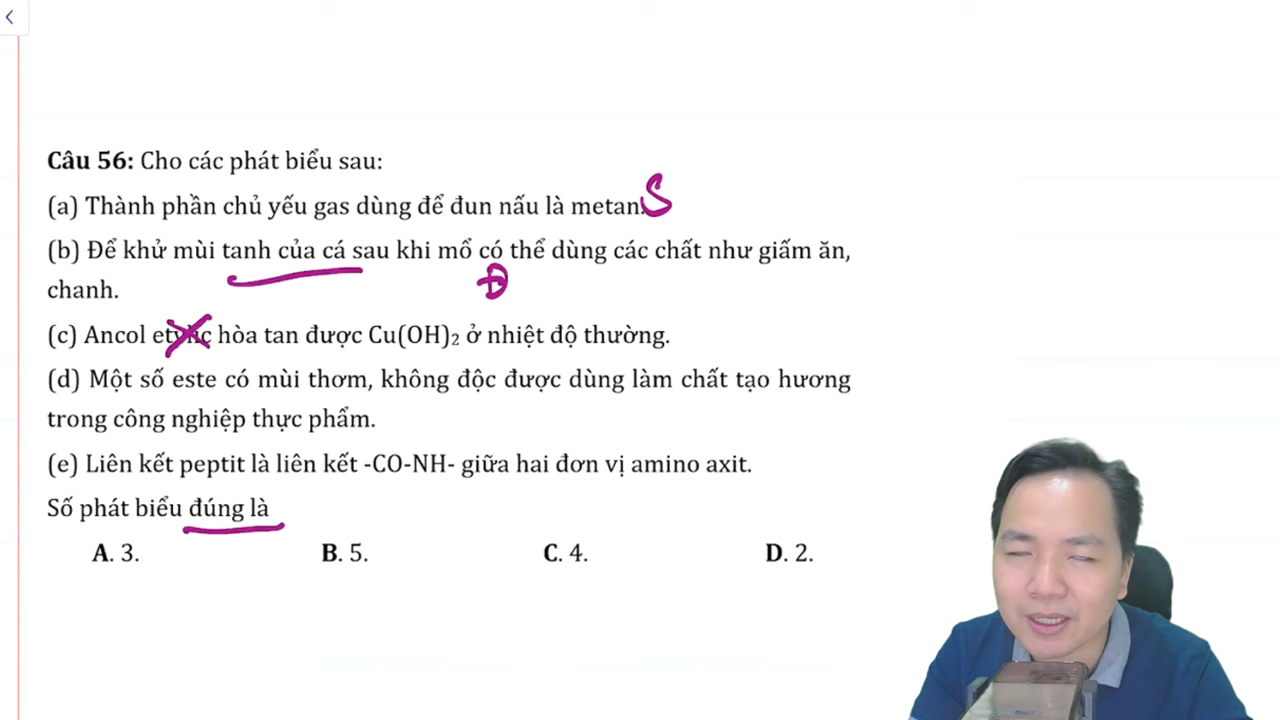 Câu 56: Cho các phát biểu sau:
(a) Thành phần chủ yếu gas dùng để đun nấu là metan. S
(b) Để khử mùi tanh của cá sau khi mổ có thể dùng các chất như giấm ăn,
chanh. Đ
(c) Ancol etylic hòa tan được Cu(OH)₂ ở nhiệt độ thường.
(d) Một số este có mùi thơm, không độc được dùng làm chất tạo hương
trong công nghiệp thực phẩm.
(e) Liên kết peptit là liên kết -CO-NH- giữa hai đơn vị amino axit.
Số phát biểu đúng là
A. 3. B. 5. C. 4. D. 2.